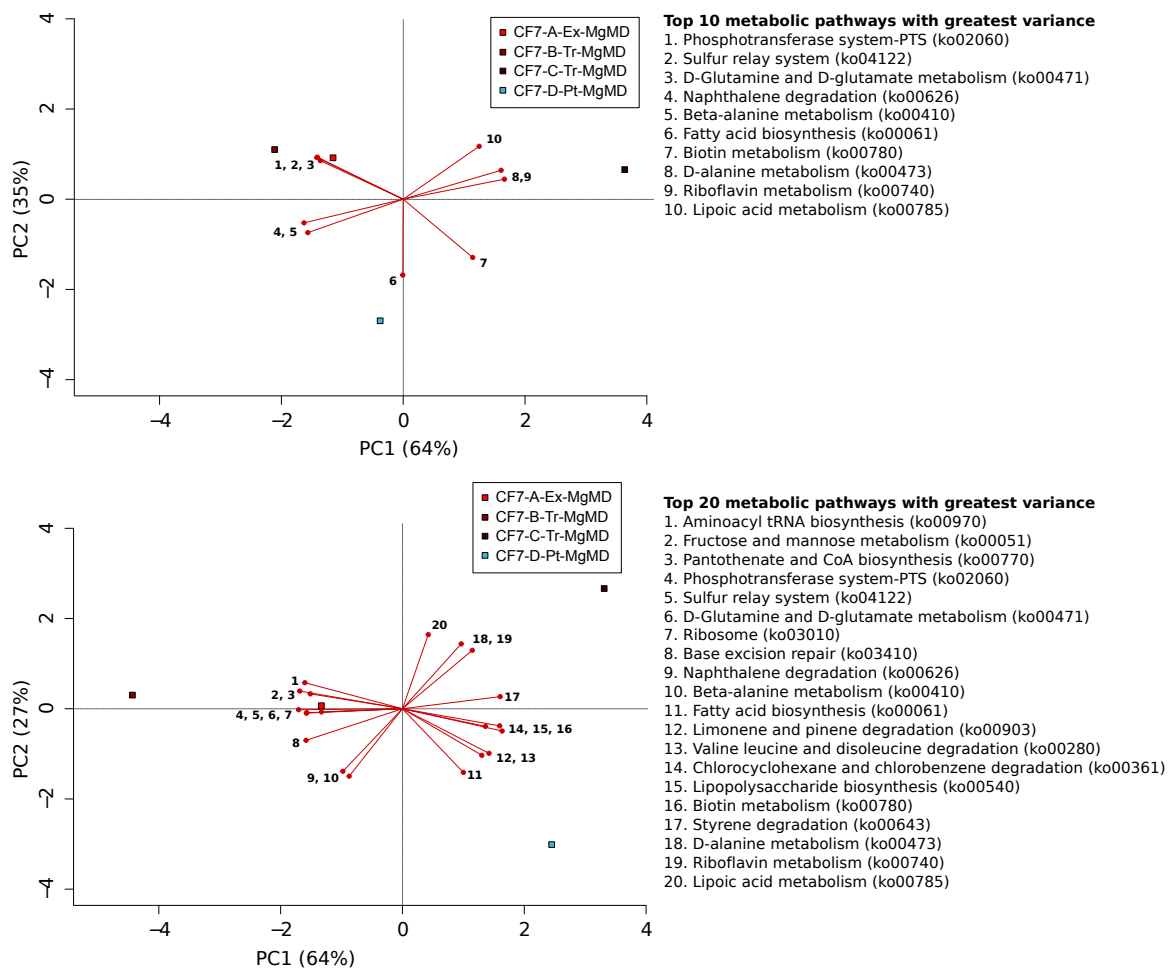 4
2
0
−2
−4
PC2 (35%)
CF7-A-Ex-MgMD
CF7-B-Tr-MgMD
CF7-C-Tr-MgMD
CF7-D-Pt-MgMD
1, 2, 3
4, 5
6
7
8,9
10
−4
−2
0
2
4
PC1 (64%)
Top 10 metabolic pathways with greatest variance
1. Phosphotransferase system-PTS (ko02060)
2. Sulfur relay system (ko04122)
3. D-Glutamine and D-glutamate metabolism (ko00471)
4. Naphthalene degradation (ko00626)
5. Beta-alanine metabolism (ko00410)
6. Fatty acid biosynthesis (ko00061)
7. Biotin metabolism (ko00780)
8. D-alanine metabolism (ko00473)
9. Riboflavin metabolism (ko00740)
10. Lipoic acid metabolism (ko00785)
4
2
0
−2
−4
PC2 (27%)
CF7-A-Ex-MgMD
CF7-B-Tr-MgMD
CF7-C-Tr-MgMD
CF7-D-Pt-MgMD
20
18, 19
1
2, 3
17
4, 5, 6, 7
14, 15, 16
8
12, 13
9, 10
11
−4
−2
0
2
4
PC1 (64%)
Top 20 metabolic pathways with greatest variance
1. Aminoacyl tRNA biosynthesis (ko00970)
2. Fructose and mannose metabolism (ko00051)
3. Pantothenate and CoA biosynthesis (ko00770)
4. Phosphotransferase system-PTS (ko02060)
5. Sulfur relay system (ko04122)
6. D-Glutamine and D-glutamate metabolism (ko00471)
7. Ribosome (ko03010)
8. Base excision repair (ko03410)
9. Naphthalene degradation (ko00626)
10. Beta-alanine metabolism (ko00410)
11. Fatty acid biosynthesis (ko00061)
12. Limonene and pinene degradation (ko00903)
13. Valine leucine and disoleucine degradation (ko00280)
14. Chlorocyclohexane and chlorobenzene degradation (ko00361)
15. Lipopolysaccharide biosynthesis (ko00540)
16. Biotin metabolism (ko00780)
17. Styrene degradation (ko00643)
18. D-alanine metabolism (ko00473)
19. Riboflavin metabolism (ko00740)
20. Lipoic acid metabolism (ko00785)